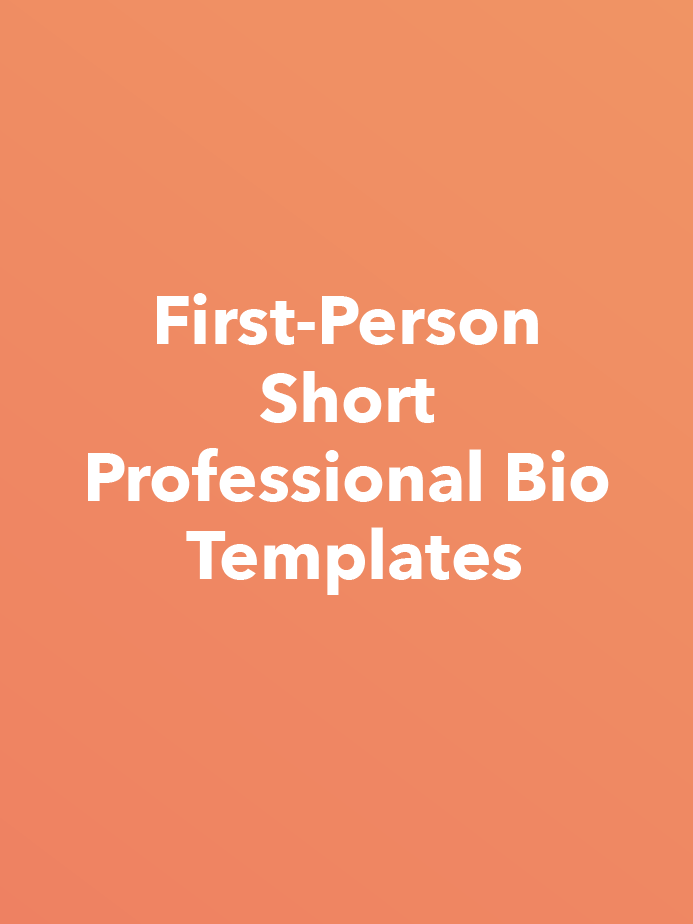 First-Person
Short
Professional Bio
Templates